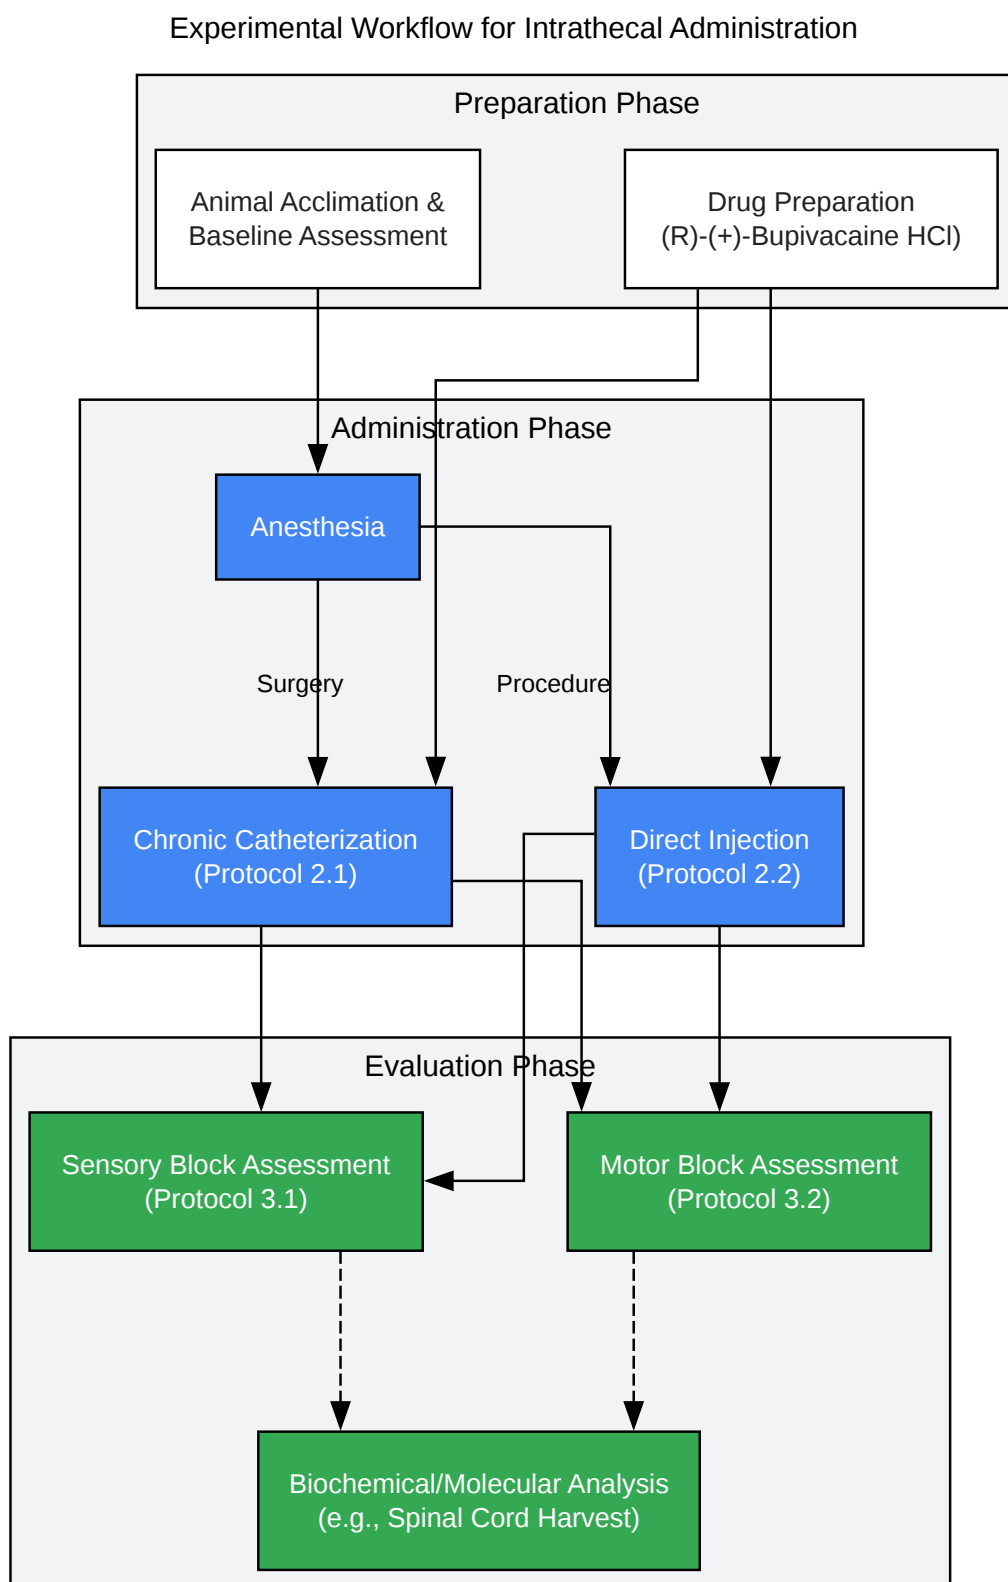 Experimental Workflow for Intrathecal Administration
Preparation Phase
Animal Acclimation &
Baseline Assessment
Drug Preparation
(R)-(+)-Bupivacaine HCl)
Administration Phase
Anesthesia
Surgery
Procedure
Chronic Catheterization
(Protocol 2.1)
Direct Injection
(Protocol 2.2)
Evaluation Phase
Sensory Block Assessment
(Protocol 3.1)
Motor Block Assessment
(Protocol 3.2)
Biochemical/Molecular Analysis
(e.g., Spinal Cord Harvest)